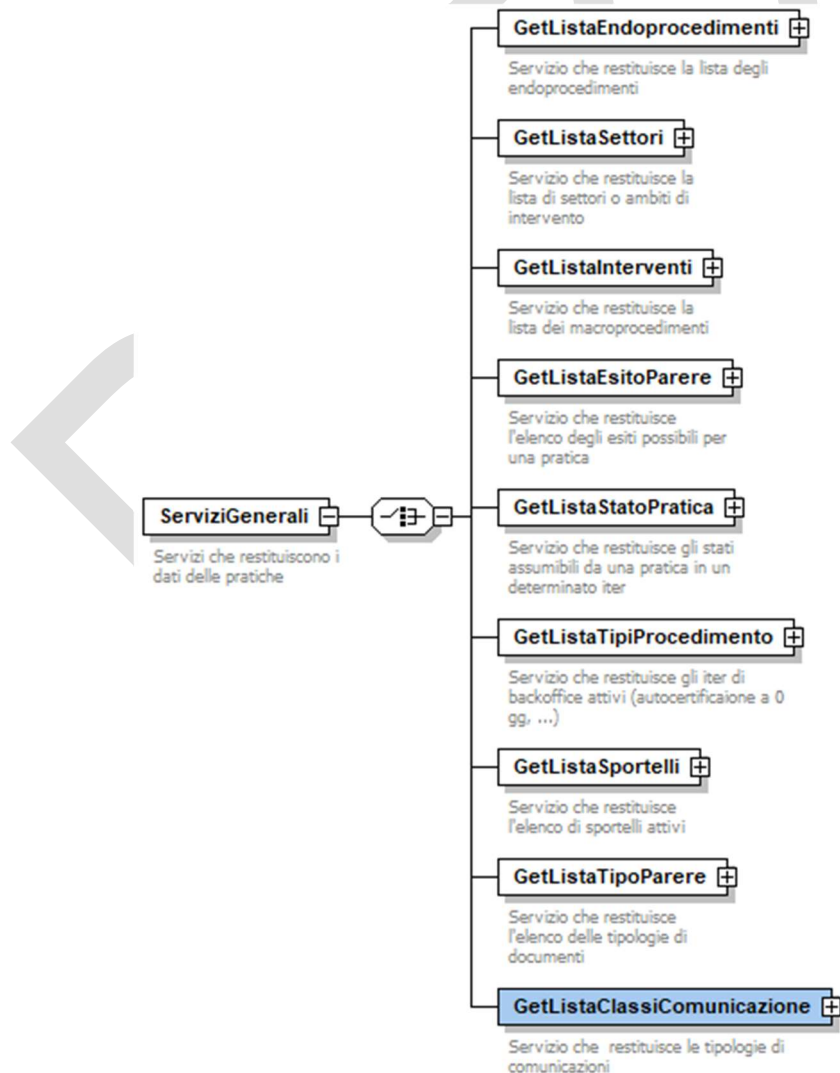 GetListaEndoprocedimenti
Servizio che restituisce la lista degli
endoprocedimenti
GetListaSettori
Servizio che restituisce la
lista di settori o ambiti di
intervento
GetListaInterventi
Servizio che restituisce la
lista dei macroprocedimenti
GetListaEsitoParere
Servizio che restituisce
l'elenco degli esiti possibili per
una pratica
ServiziGenerali
Servizi che restituiscono i
dati delle pratiche
GetListaStatoPratica
Servizio che restituisce gli stati
assumibili da una pratica in un
determinato iter
GetListaTipiProcedimento
Servizio che restituisce gli iter di
backoffice attivi (autocertificaione a 0
gg, ...)
GetListaSportelli
Servizio che restituisce
l'elenco di sportelli attivi
GetListaTipoParere
Servizio che restituisce
l'elenco delle tipologie di
documenti
GetListaClassiComunicazione
Servizio che  restituisce le tipologie di
comunicazioni